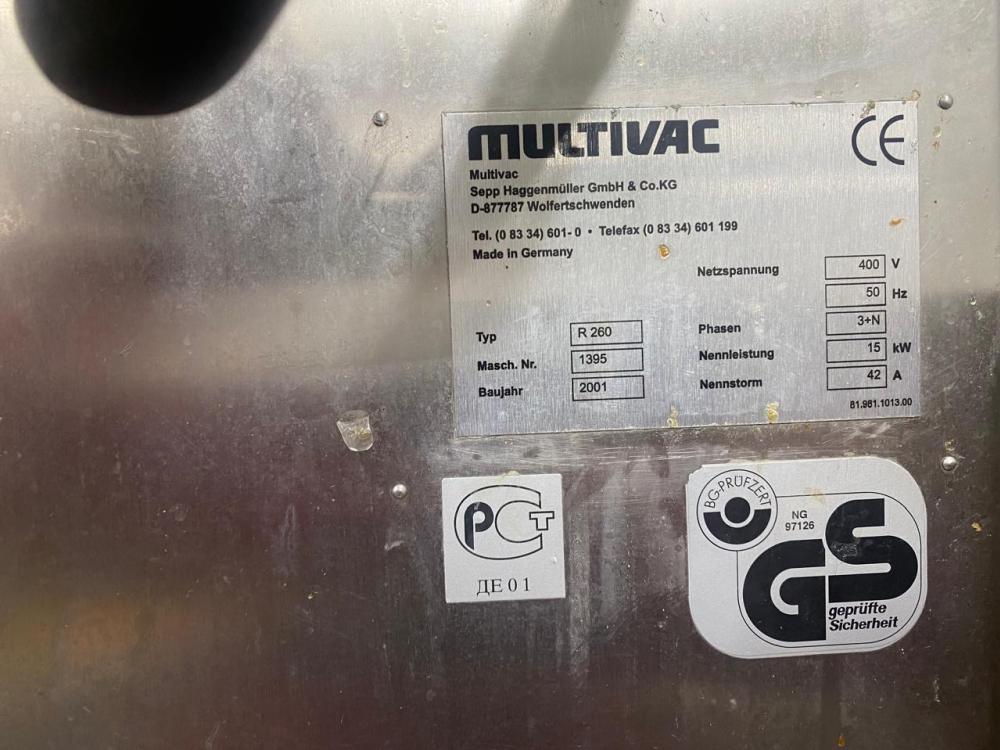 MULTIVAC
CE
Multivac
Sepp Haggenmüller GmbH & Co.KG
D-877787 Wolfertschwenden
Tel. (0 83 34) 601- 0 • Telefax (0 83 34) 601 199
Made in Germany
Netzspannung 400 V
50 Hz
Typ R 260
Phasen 3+N
Masch. Nr. 1395
Nennleistung 15 kW
Baujahr 2001
Nennstorm 42 A
81.981.1013.00
РСТ
ДЕ 0 1
BG-PRÜFZERT
NG
97126
GS
geprüfte
Sicherheit